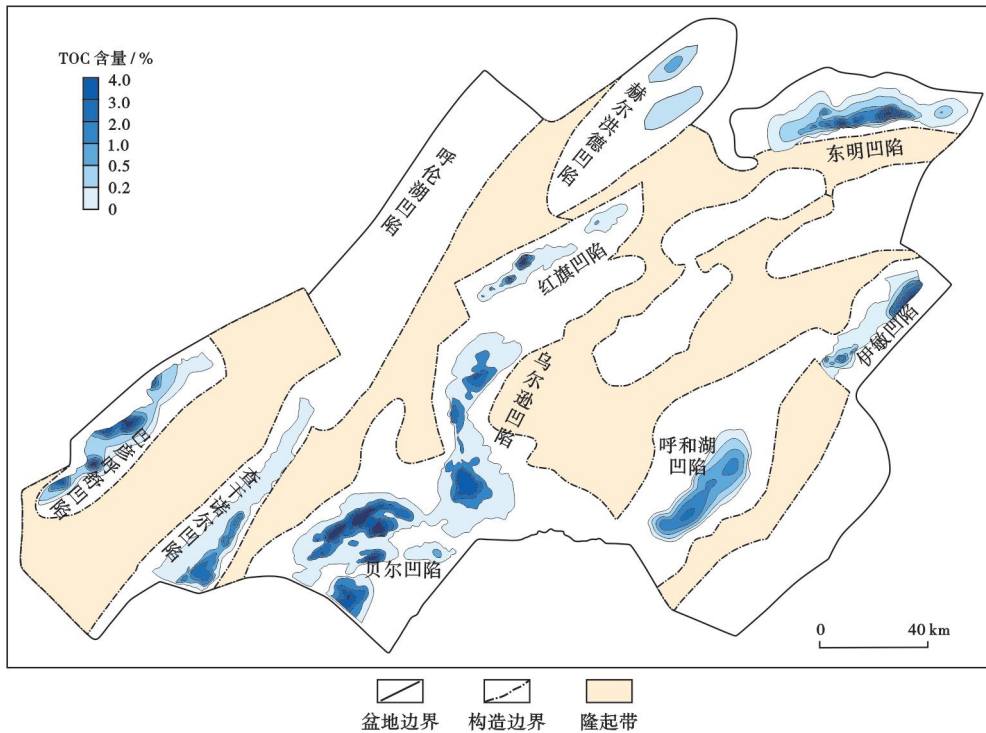 TOC 含量 / %
4.0
3.0
2.0
1.0
0.5
0.2
0
赫尔洪德凹陷
东明凹陷
呼伦湖凹陷
红旗凹陷
伊敏凹陷
乌尔逊凹陷
巴彦呼舒凹陷
查干诺尔凹陷
呼和湖
凹陷
贝尔凹陷
0 40 km
盆地边界 构造边界 隆起带